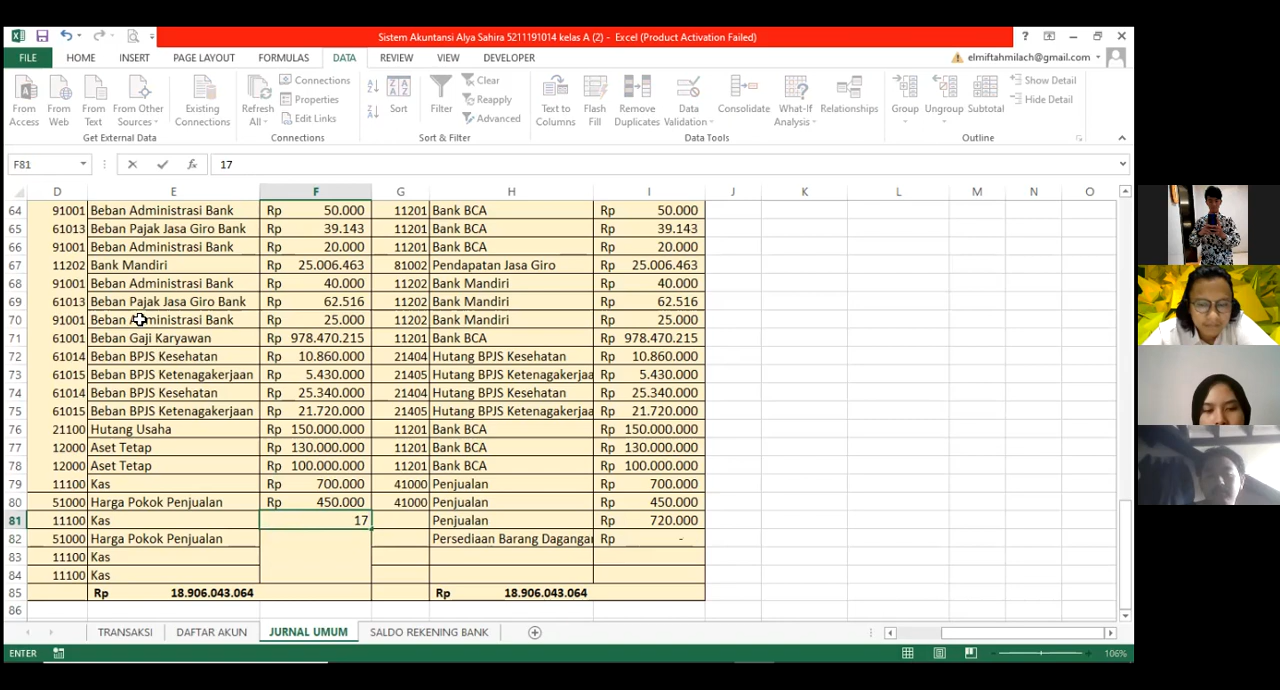 Sistem Akuntansi Alya Sahira 5211191014 kelas A (2) - Excel (Product Activation Failed)
FILE HOME INSERT PAGE LAYOUT FORMULAS DATA REVIEW VIEW DEVELOPER elmiftahmilach@gmail.com
From Access From Web From Text From Other Sources Existing Connections Refresh All Connections Properties Edit Links Sort Filter Clear Reapply Advanced Text to Columns Flash Fill Remove Duplicates Data Validation Consolidate What-If Analysis Relationships Group Ungroup Subtotal Show Detail Hide Detail
Get External Data Connections Sort & Filter Data Tools Outline
F81 fx 17
D E F G H I J K L M N O
64 91001 Beban Administrasi Bank Rp 50.000 11201 Bank BCA Rp 50.000
65 61013 Beban Pajak Jasa Giro Bank Rp 39.143 11201 Bank BCA Rp 39.143
66 91001 Beban Administrasi Bank Rp 20.000 11201 Bank BCA Rp 20.000
67 11202 Bank Mandiri Rp 25.006.463 81002 Pendapatan Jasa Giro Rp 25.006.463
68 91001 Beban Administrasi Bank Rp 40.000 11202 Bank Mandiri Rp 40.000
69 61013 Beban Pajak Jasa Giro Bank Rp 62.516 11202 Bank Mandiri Rp 62.516
70 91001 Beban Administrasi Bank Rp 25.000 11202 Bank Mandiri Rp 25.000
71 61001 Beban Gaji Karyawan Rp 978.470.215 11201 Bank BCA Rp 978.470.215
72 61014 Beban BPJS Kesehatan Rp 10.860.000 21404 Hutang BPJS Kesehatan Rp 10.860.000
73 61015 Beban BPJS Ketenagakerjaan Rp 5.430.000 21405 Hutang BPJS Ketenagakerjaa Rp 5.430.000
74 61014 Beban BPJS Kesehatan Rp 25.340.000 21404 Hutang BPJS Kesehatan Rp 25.340.000
75 61015 Beban BPJS Ketenagakerjaan Rp 21.720.000 21405 Hutang BPJS Ketenagakerjaa Rp 21.720.000
76 21100 Hutang Usaha Rp 150.000.000 11201 Bank BCA Rp 150.000.000
77 12000 Aset Tetap Rp 130.000.000 11201 Bank BCA Rp 130.000.000
78 12000 Aset Tetap Rp 100.000.000 11201 Bank BCA Rp 100.000.000
79 11100 Kas Rp 700.000 41000 Penjualan Rp 700.000
80 51000 Harga Pokok Penjualan Rp 450.000 41000 Penjualan Rp 450.000
81 11100 Kas 17 Penjualan Rp 720.000
82 51000 Harga Pokok Penjualan Persediaan Barang Dagangan Rp -
83 11100 Kas
84 11100 Kas
85 Rp 18.906.043.064 Rp 18.906.043.064
86
TRANSAKSI DAFTAR AKUN JURNAL UMUM SALDO REKENING BANK
ENTER 106%